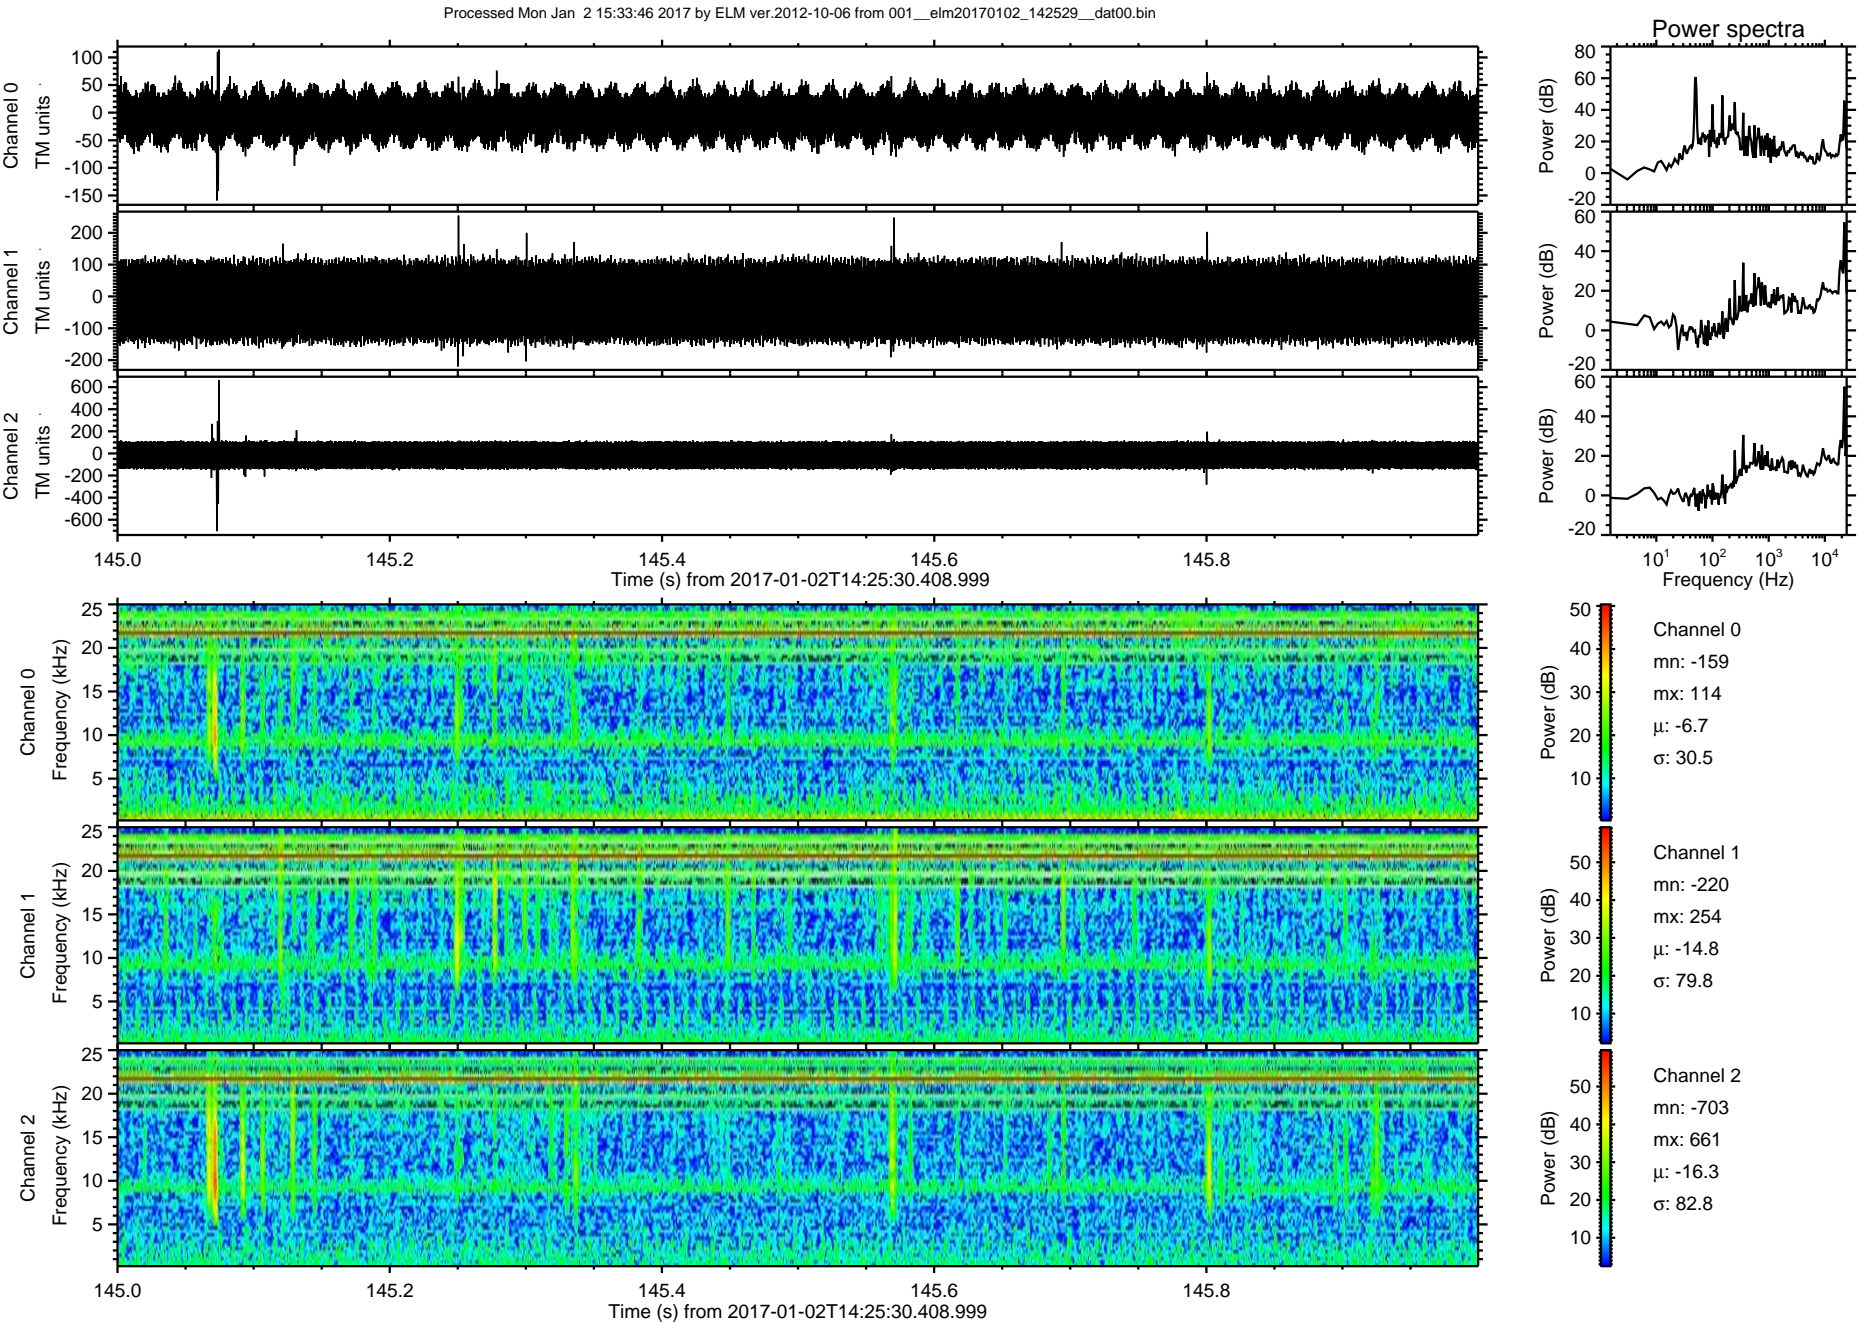 Processed Mon Jan  2 15:33:46 2017 by ELM ver.2012-10-06 from 001__elm20170102_142529__dat00.bin
Power spectra
Channel 0
TM units
100
50
0
-50
-100
-150
Power (dB)
80
60
40
20
0
-20
Channel 1
TM units
200
100
0
-100
-200
Power (dB)
60
40
20
0
-20
Channel 2
TM units
600
400
200
0
-200
-400
-600
Power (dB)
60
40
20
0
-20
145.0 145.2 145.4 145.6 145.8
Time (s) from 2017-01-02T14:25:30.408.999
10¹ 10² 10³ 10⁴
Frequency (Hz)
Channel 0
Frequency (kHz)
25
20
15
10
5
Power (dB)
50
40
30
20
10
Channel 0
mn: -159
mx: 114
μ: -6.7
σ: 30.5
Channel 1
Frequency (kHz)
25
20
15
10
5
Power (dB)
50
40
30
20
10
Channel 1
mn: -220
mx: 254
μ: -14.8
σ: 79.8
Channel 2
Frequency (kHz)
25
20
15
10
5
Power (dB)
50
40
30
20
10
Channel 2
mn: -703
mx: 661
μ: -16.3
σ: 82.8
145.0 145.2 145.4 145.6 145.8
Time (s) from 2017-01-02T14:25:30.408.999